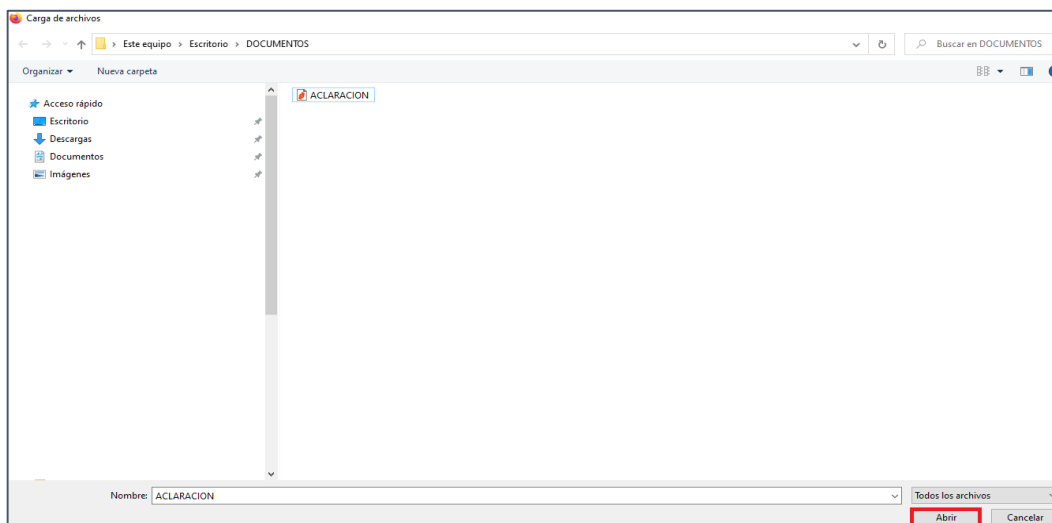 Carga de archivos
Este equipo > Escritorio > DOCUMENTOS
Buscar en DOCUMENTOS
Organizar
Nueva carpeta
Acceso rápido
ACLARACION
Escritorio
Descargas
Documentos
Imágenes
Nombre: ACLARACION
Todos los archivos
Abrir
Cancelar